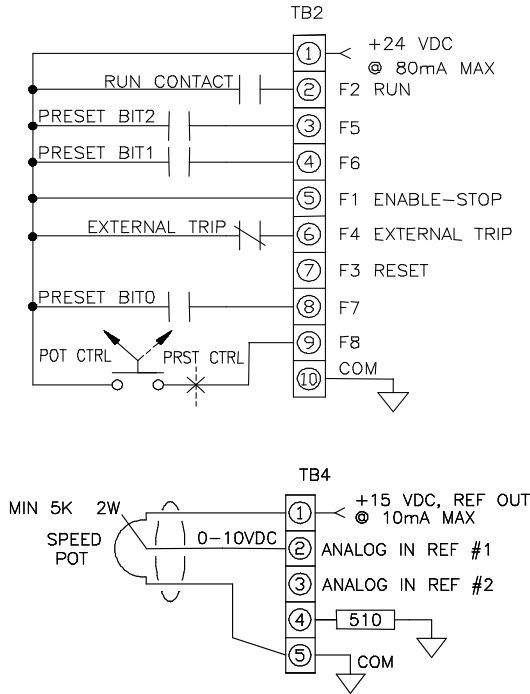 TB2
1 +24 VDC
@ 80mA MAX
RUN CONTACT 2 F2 RUN
PRESET BIT2 3 F5
PRESET BIT1 4 F6
5 F1 ENABLE-STOP
EXTERNAL TRIP 6 F4 EXTERNAL TRIP
7 F3 RESET
PRESET BIT0 8 F7
POT CTRL PRST CTRL 9 F8
10 COM
TB4
MIN 5K 2W 1 +15 VDC, REF OUT
@ 10mA MAX
SPEED
POT
0-10VDC 2 ANALOG IN REF #1
3 ANALOG IN REF #2
4 510
5 COM